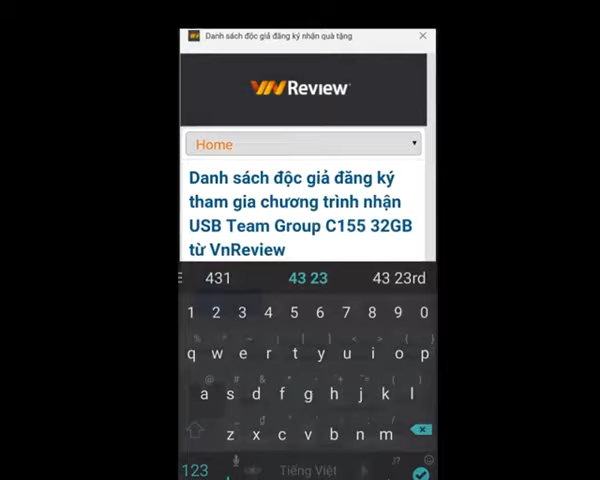 Danh sách độc giả đăng ký nhận quà tặng
VNReview
Home
Danh sách độc giả đăng ký
tham gia chương trình nhận
USB Team Group C155 32GB
từ VnReview
431 43 23 43 23rd
1 2 3 4 5 6 7 8 9 0
q w e r t y u i o p
a s d f g h j k l
z x c v b n m
123 Tiếng Việt